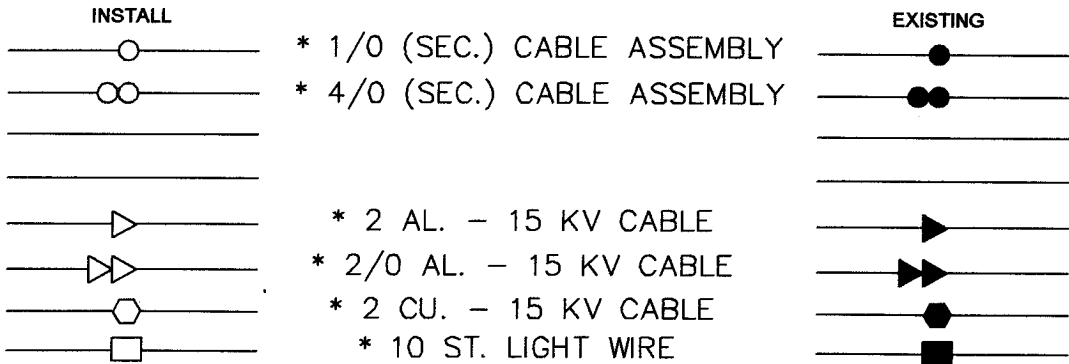 INSTALL EXISTING
* 1/0 (SEC.) CABLE ASSEMBLY
* 4/0 (SEC.) CABLE ASSEMBLY
* 2 AL. – 15 KV CABLE
* 2/0 AL. – 15 KV CABLE
* 2 CU. – 15 KV CABLE
* 10 ST. LIGHT WIRE